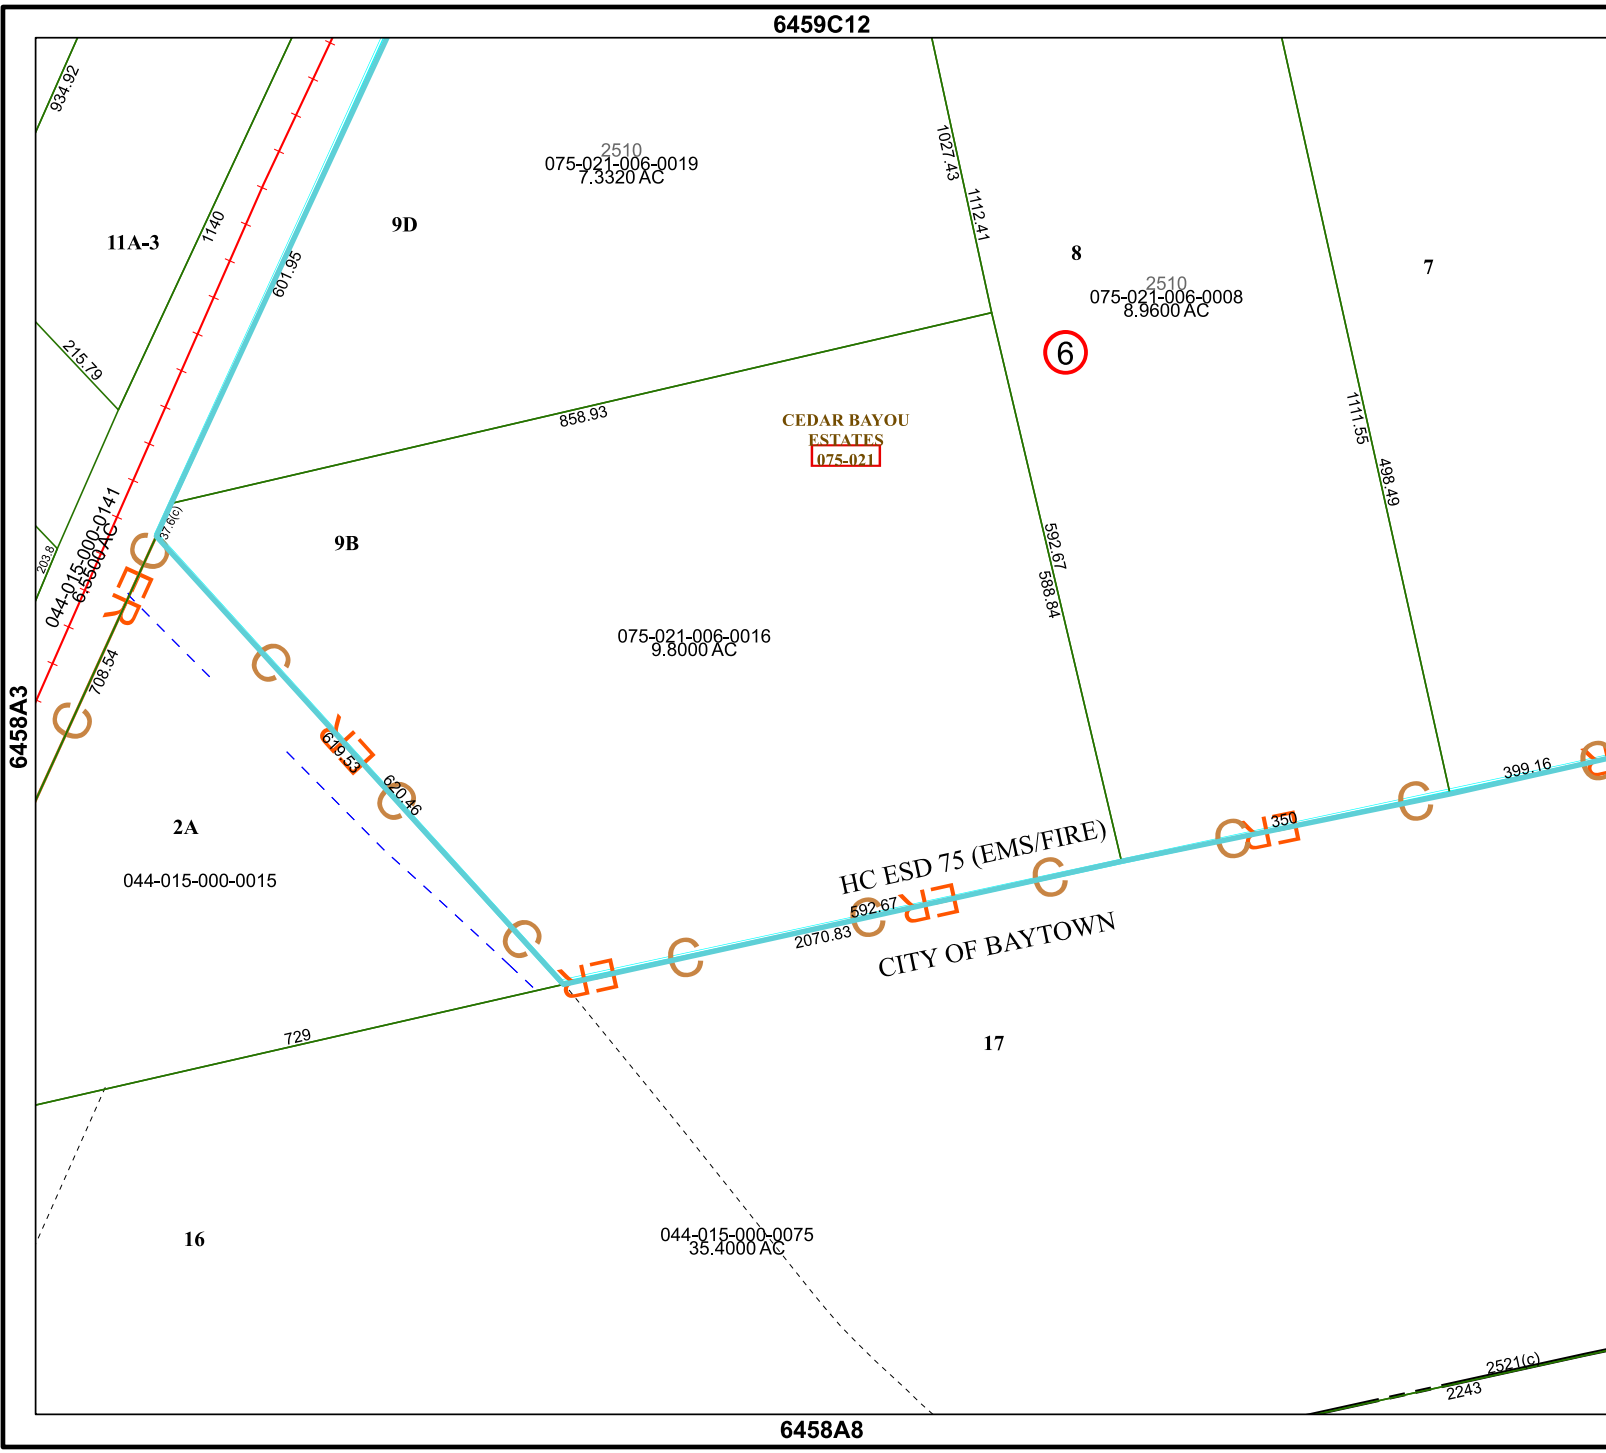 6459C12
934.92
1027.43
2510
075-021-006-0019
7.3320 AC
1140
9D
1112.41
11A-3
601.95
8
7
2510
075-021-006-0008
8.9600 AC
6
215.79
858.93
1111.55
CEDAR BAYOU
ESTATES
075-021
498.49
044-015-000-0141
6.5500 AC
37.6(c)
203.8
9B
592.67
588.84
C
ER
075-021-006-0016
9.8000 AC
708.54
C
C
6458A3
ER
619.53
620.46
C
399.16
C
C
2A
350
ER
C
HC ESD 75 (EMS/FIRE)
044-015-000-0015
C
592.67
ER
C
2070.83
CITY OF BAYTOWN
C
C
ER
729
17
16
044-015-000-0075
35.4000 AC
2521(c)
2243
6458A8